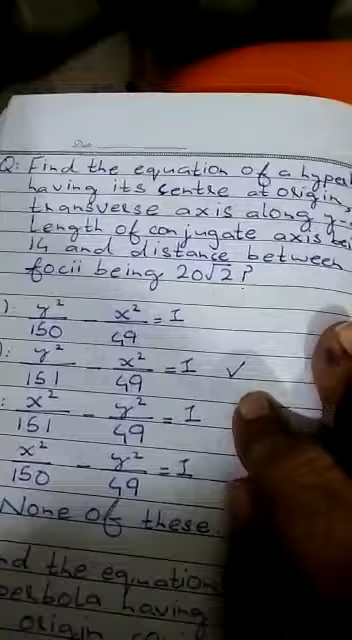 Date
Q: Find the equation of a
having its centre at origin,
transverse axis along y-
Length of conjugate axis
14 and distance between
focii being 20√2?
) y²/150 - x²/49 = 1
): y²/151 - x²/49 = 1 ✓
: x²/151 - y²/49 = 1
x²/150 - y²/49 = 1
None of these.
the equation
having
origin